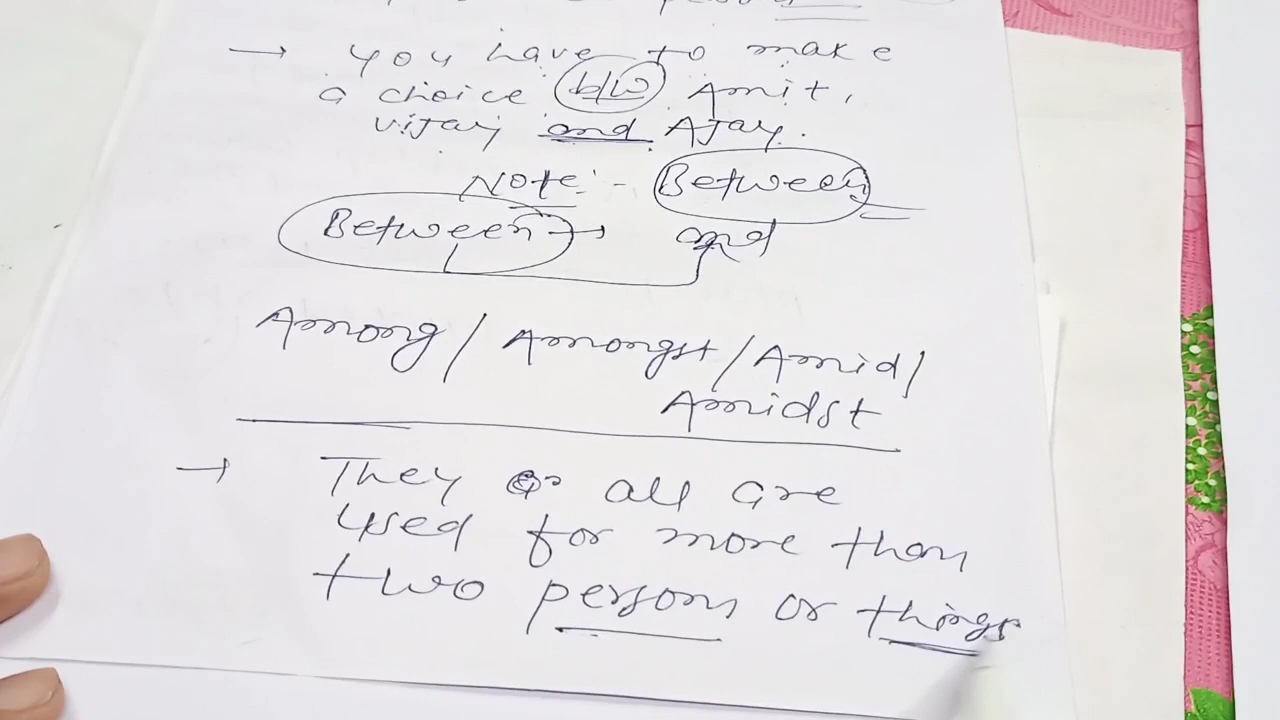 → You have to make
a choice b/w Amit,
Vijay and Ajay.
Note:- Between
Between → and
Among / Amongst / Amid /
Amidst
→ They all are
used for more than
two persons or things